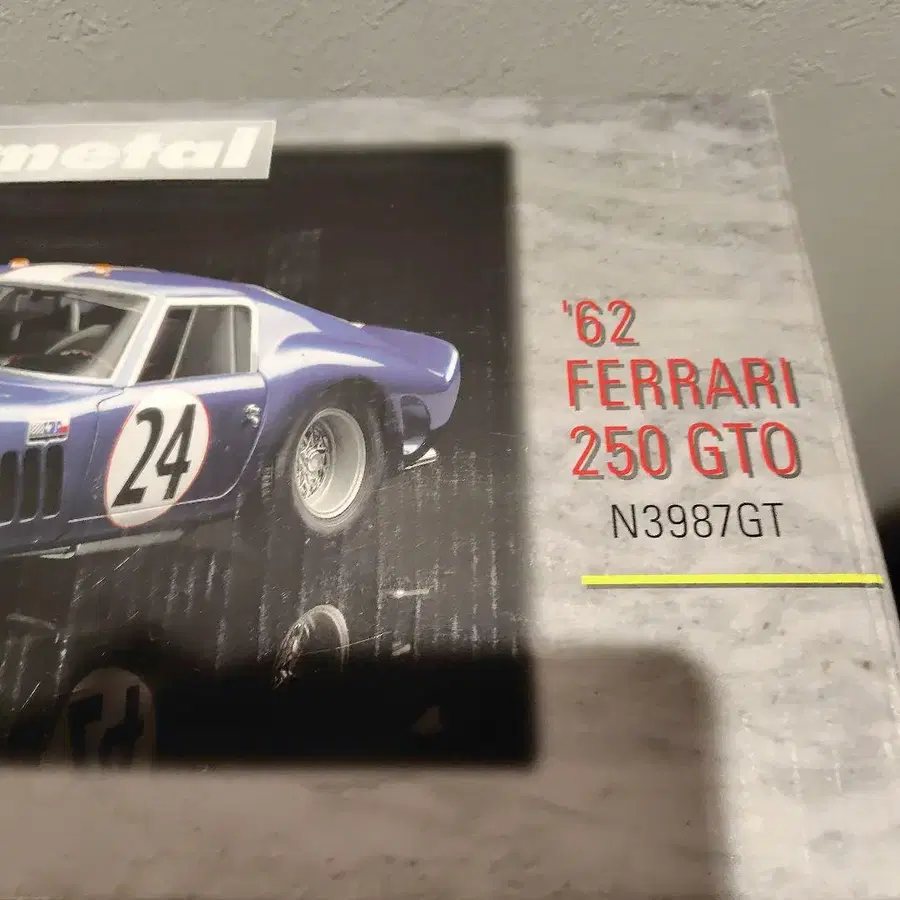 metal
'62
FERRARI
250 GTO
N3987GT
24